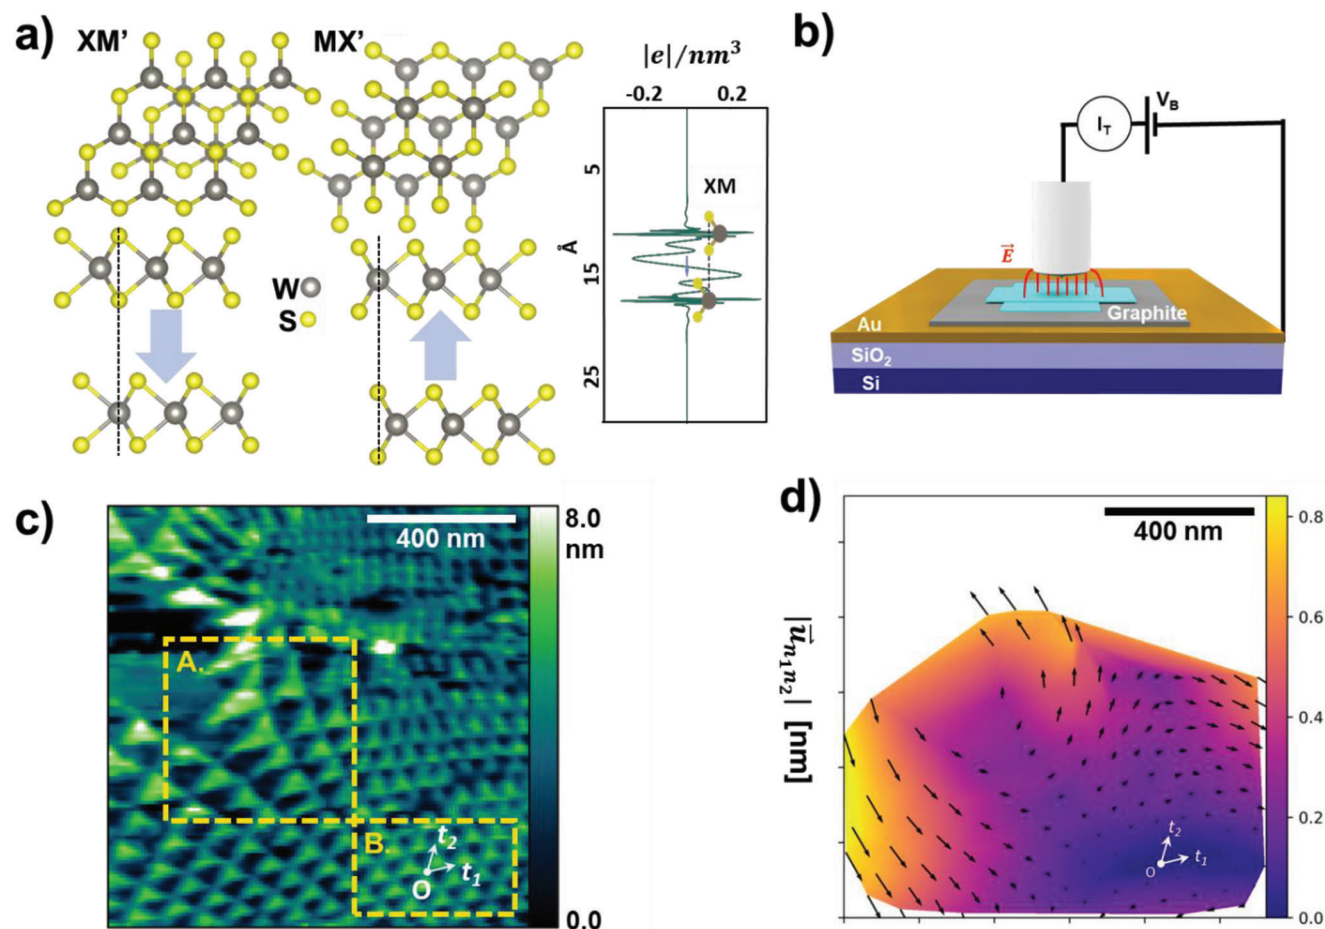 a)
XM’
MX’
|e|/nm³
-0.2 0.2
5
XM
Å
15
25
W
S
b)
V_B
I_T
E⃗
Graphite
Au
SiO₂
Si
c)
400 nm
8.0
nm
A.
B.
t₂
t₁
O
0.0
d)
400 nm
|u⃗ₙ₁ₙ₂| [nm]
0.8
0.6
0.4
0.2
0.0
t₂
t₁
O